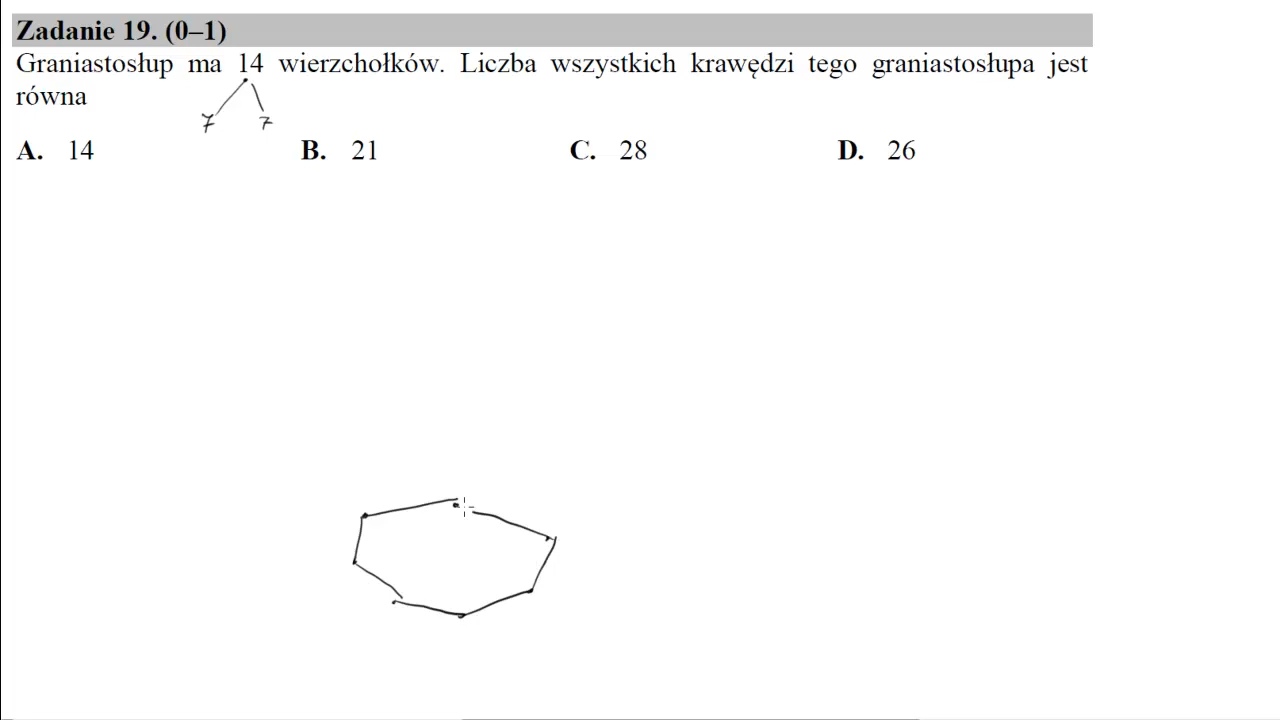 Zadanie 19. (0–1)
Graniastosłup ma 14 wierzchołków. Liczba wszystkich krawędzi tego graniastosłupa jest
równa
7 7
A. 14 B. 21 C. 28 D. 26